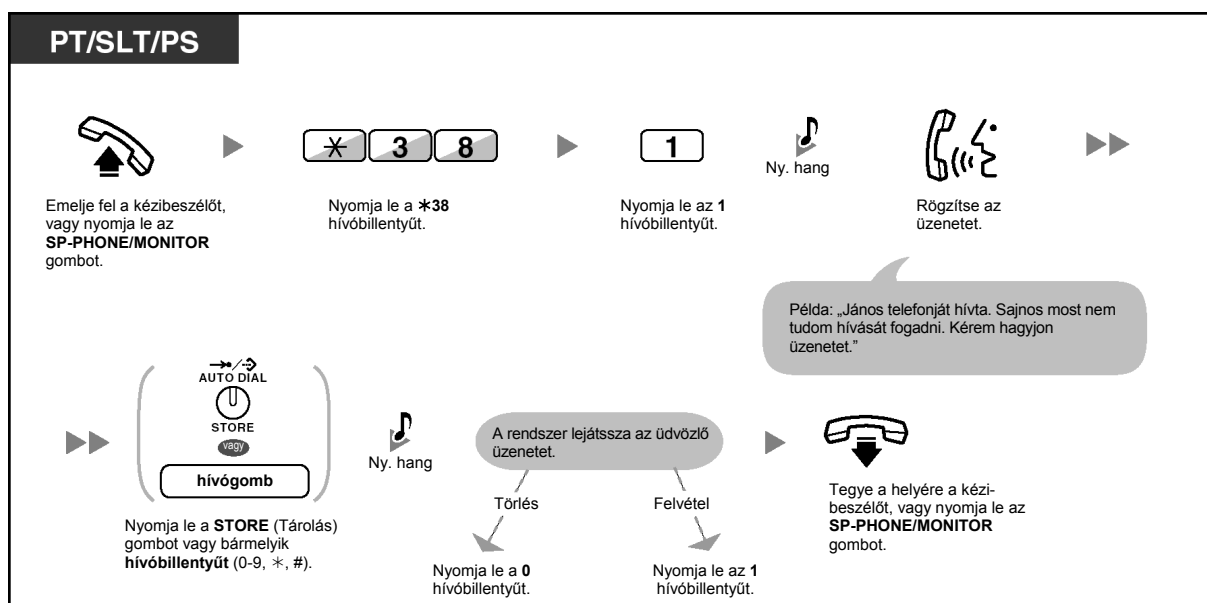 PT/SLT/PS
✳ 3 8
1
Ny. hang
Emelje fel a kézibeszélőt,
vagy nyomja le az
SP-PHONE/MONITOR
gombot.
Nyomja le a ✳38
hívóbillentyűt.
Nyomja le az 1
hívóbillentyűt.
Rögzítse az
üzenetet.
Példa: „János telefonját hívta. Sajnos most nem
tudom hívását fogadni. Kérem hagyjon
üzenetet.”
AUTO DIAL
STORE
vagy
hívógomb
Nyomja le a STORE (Tárolás)
gombot vagy bármelyik
hívóbillentyűt (0-9, ✳, #).
Ny. hang
A rendszer lejátssza az üdvözlő
üzenetet.
Törlés
Felvétel
Nyomja le a 0
hívóbillentyűt.
Nyomja le az 1
hívóbillentyűt.
Tegye a helyére a kézi-
beszélőt, vagy nyomja le az
SP-PHONE/MONITOR
gombot.